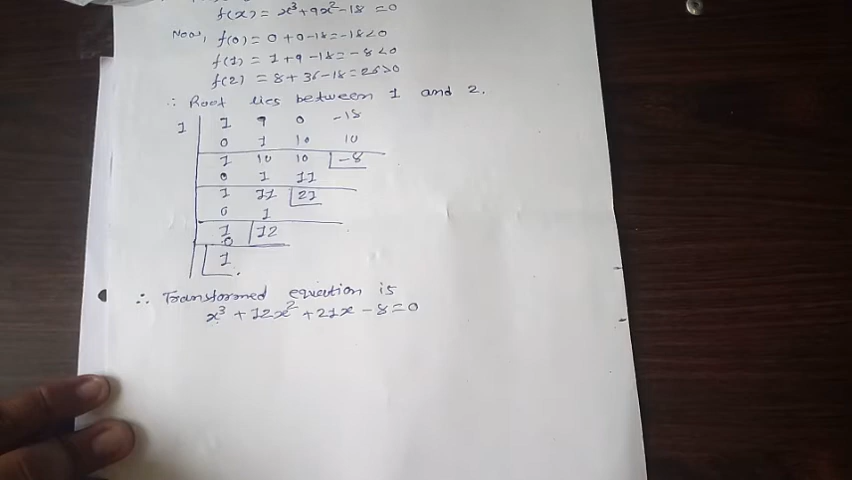 f(x) = x³ + 9x² - 18 = 0
Now, f(0) = 0 + 0 - 18 = -18 < 0
f(1) = 1 + 9 - 18 = -8 < 0
f(2) = 8 + 36 - 18 = 26 > 0
∴ Root lies between 1 and 2.
1 | 1 9 0 -18
0 1 10 10
1 10 10 | -8
0 1 11
1 11 | 21
0 1
1 | 12
0
1 .
∴ Transformed equation is
x³ + 12x² + 21x - 8 = 0